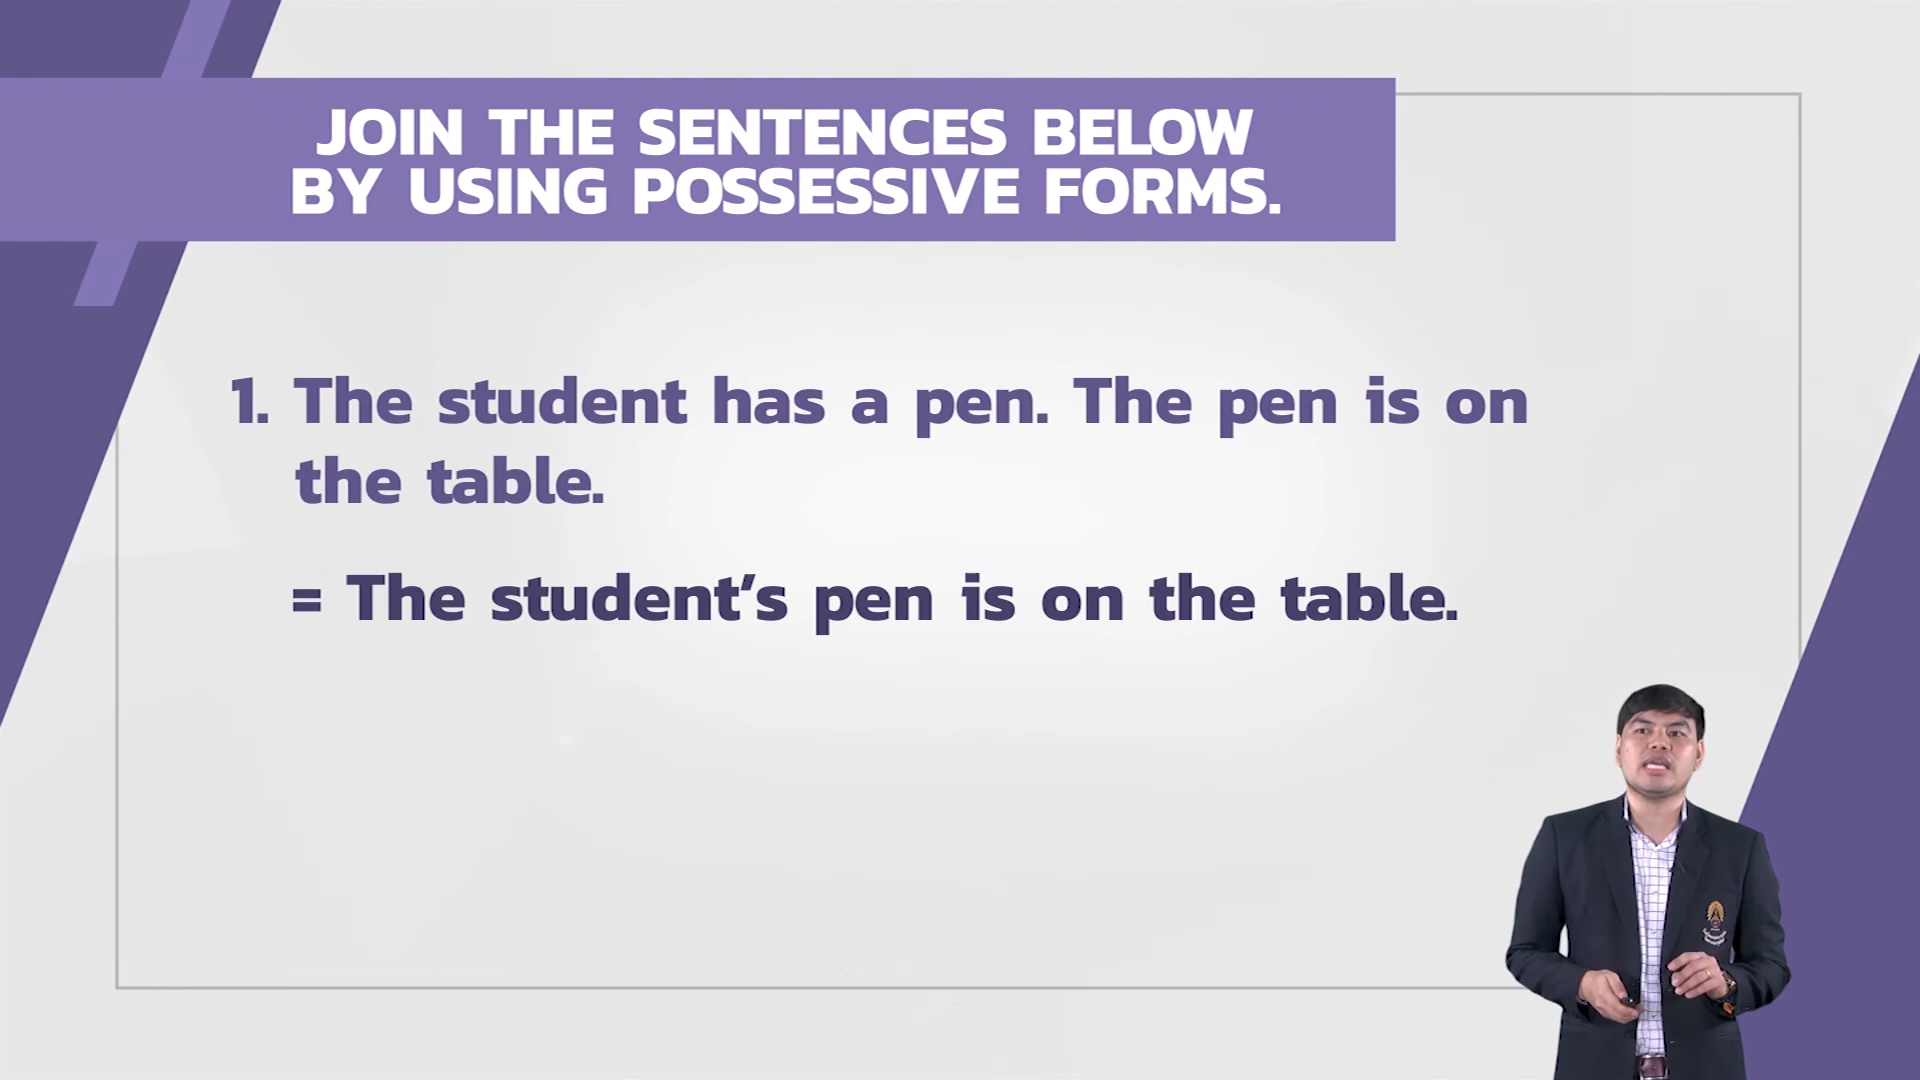 JOIN THE SENTENCES BELOW
BY USING POSSESSIVE FORMS.
1. The student has a pen. The pen is on
the table.
= The student’s pen is on the table.